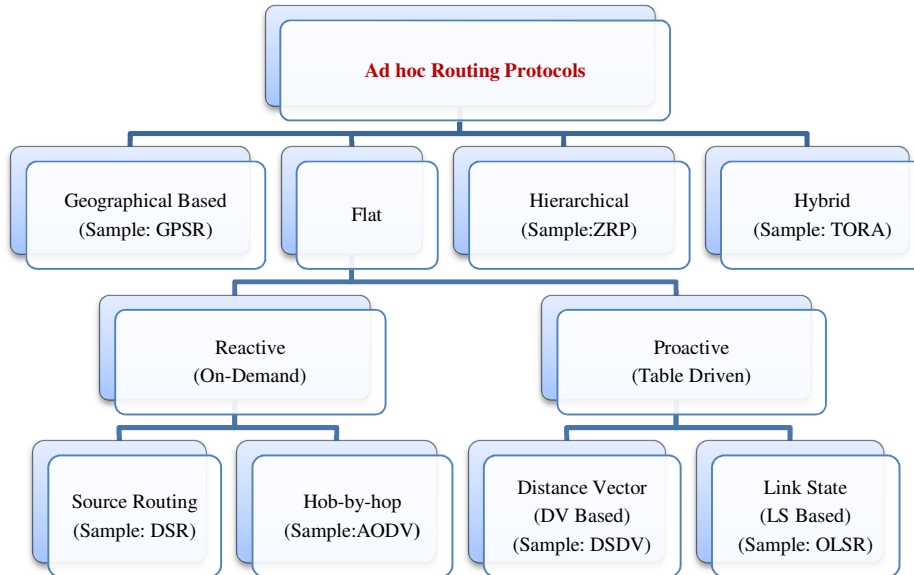 Ad hoc Routing Protocols
Geographical Based
(Sample: GPSR)
Flat
Hierarchical
(Sample:ZRP)
Hybrid
(Sample: TORA)
Reactive
(On-Demand)
Proactive
(Table Driven)
Source Routing
(Sample: DSR)
Hob-by-hop
(Sample:AODV)
Distance Vector
(DV Based)
(Sample: DSDV)
Link State
(LS Based)
(Sample: OLSR)